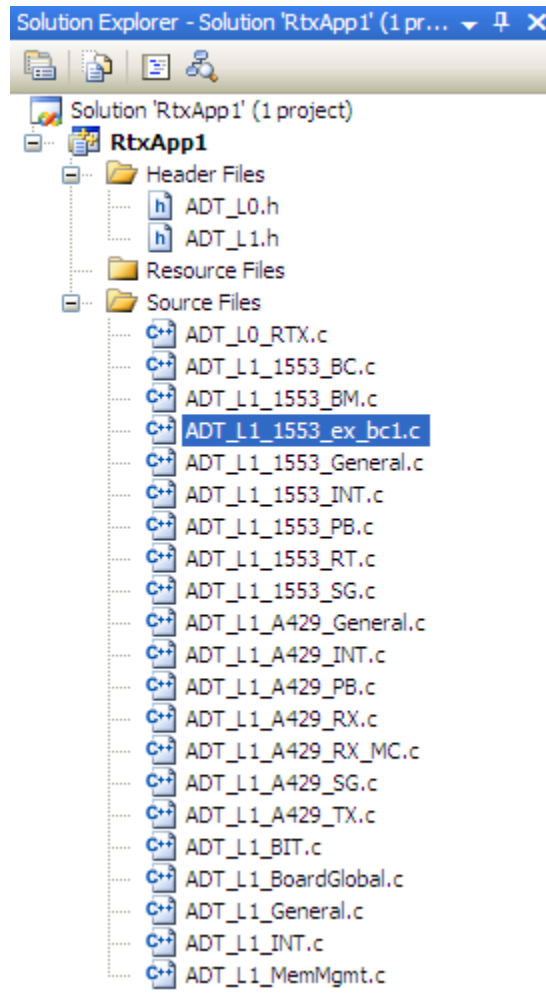 Solution Explorer - Solution 'RtxApp1' (1 pr...
Solution 'RtxApp1' (1 project)
RtxApp1
Header Files
h ADT_L0.h
h ADT_L1.h
Resource Files
Source Files
C++ ADT_L0_RTX.c
C++ ADT_L1_1553_BC.c
C++ ADT_L1_1553_BM.c
C++ ADT_L1_1553_ex_bc1.c
C++ ADT_L1_1553_General.c
C++ ADT_L1_1553_INT.c
C++ ADT_L1_1553_PB.c
C++ ADT_L1_1553_RT.c
C++ ADT_L1_1553_SG.c
C++ ADT_L1_A429_General.c
C++ ADT_L1_A429_INT.c
C++ ADT_L1_A429_PB.c
C++ ADT_L1_A429_RX.c
C++ ADT_L1_A429_RX_MC.c
C++ ADT_L1_A429_SG.c
C++ ADT_L1_A429_TX.c
C++ ADT_L1_BIT.c
C++ ADT_L1_BoardGlobal.c
C++ ADT_L1_General.c
C++ ADT_L1_INT.c
C++ ADT_L1_MemMgmt.c